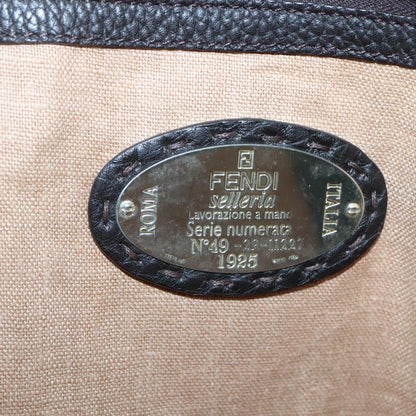 FENDI
selleria
Lavorazione a mano
Serie numerata
N°49
1925
ROMA
ITALIA